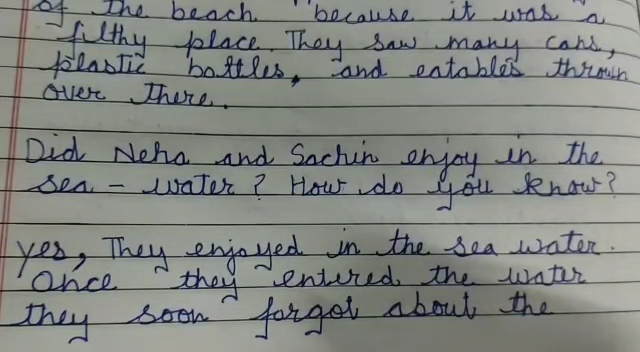 of the beach because it was a
filthy place. They saw many cans,
plastic bottles, and eatables thrown
over there.
Did Neha and Sachin enjoy in the
sea - water? How do you know?
yes, They enjoyed in the sea water.
Once they entered the water
they soon forgot about the